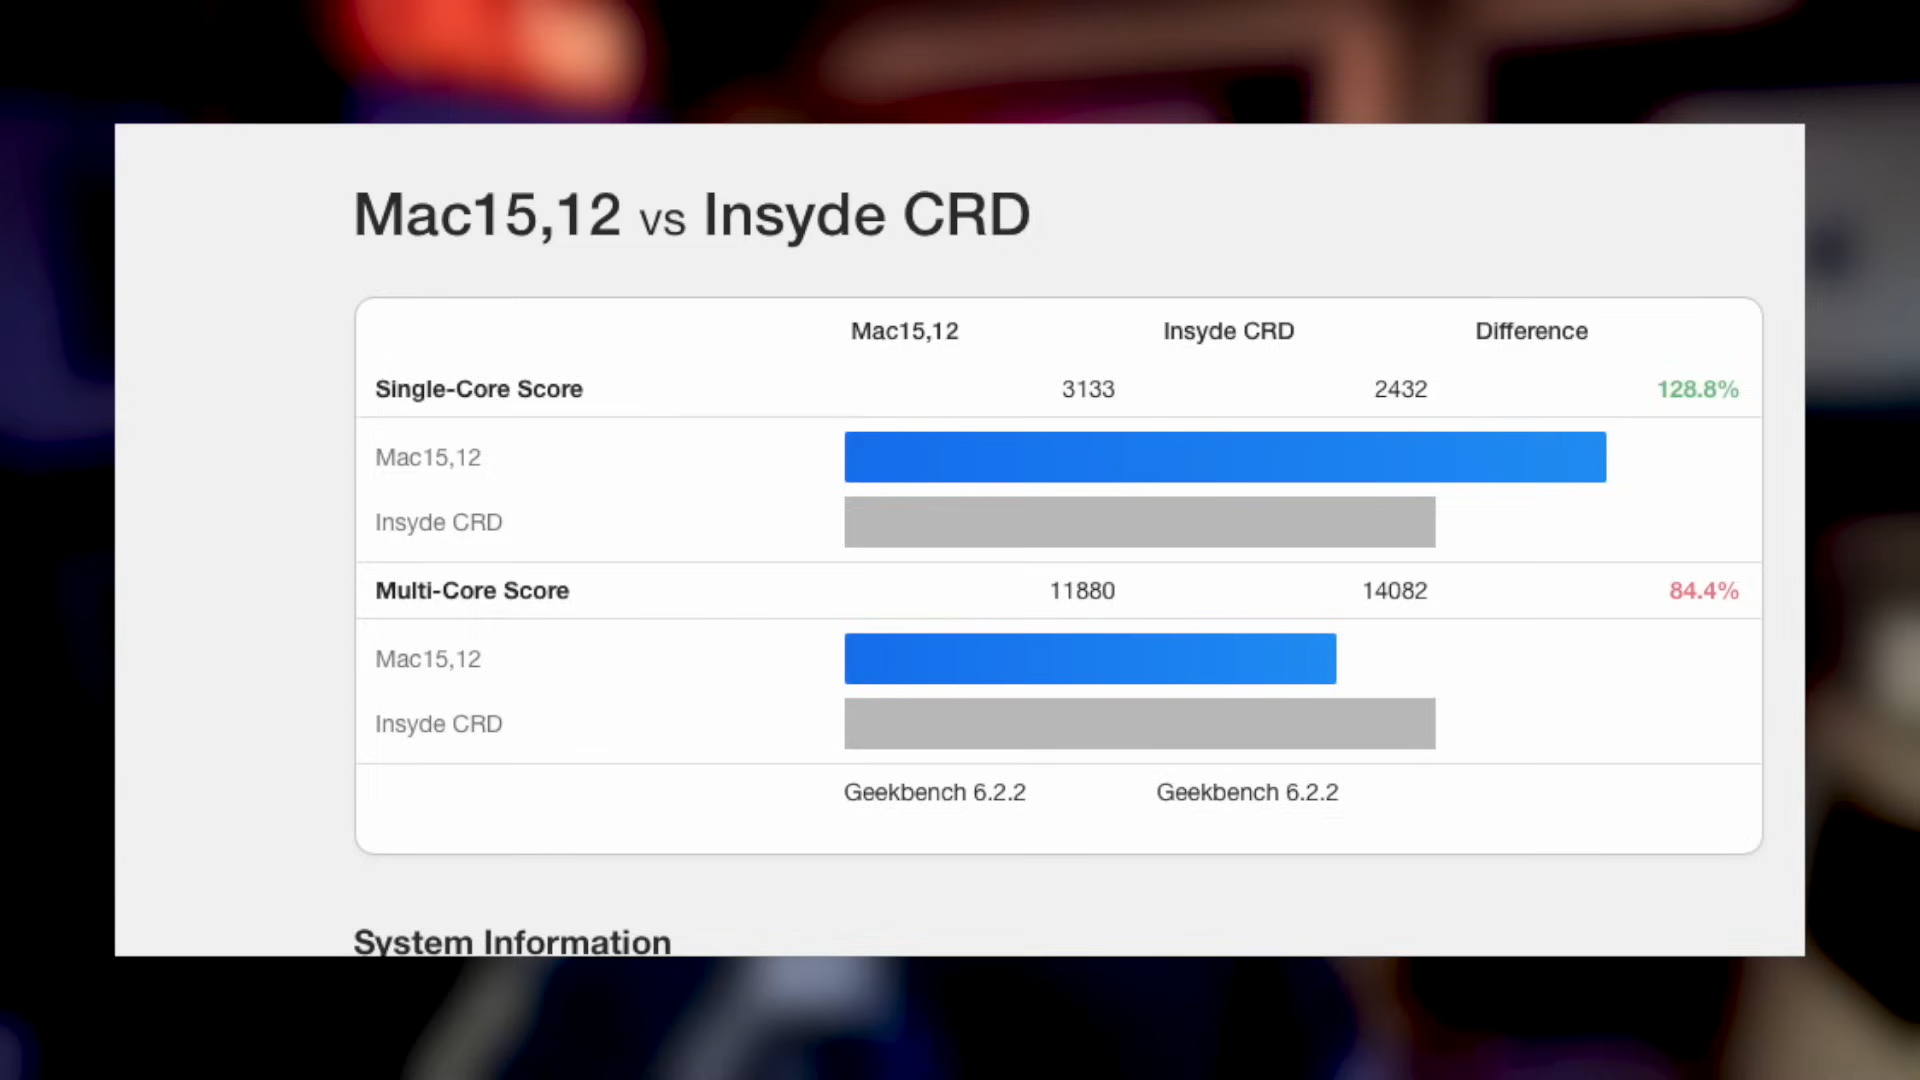 Mac15,12 vs Insyde CRD
Mac15,12 Insyde CRD Difference
Single-Core Score 3133 2432 128.8%
Mac15,12
Insyde CRD
Multi-Core Score 11880 14082 84.4%
Mac15,12
Insyde CRD
Geekbench 6.2.2 Geekbench 6.2.2
System Information